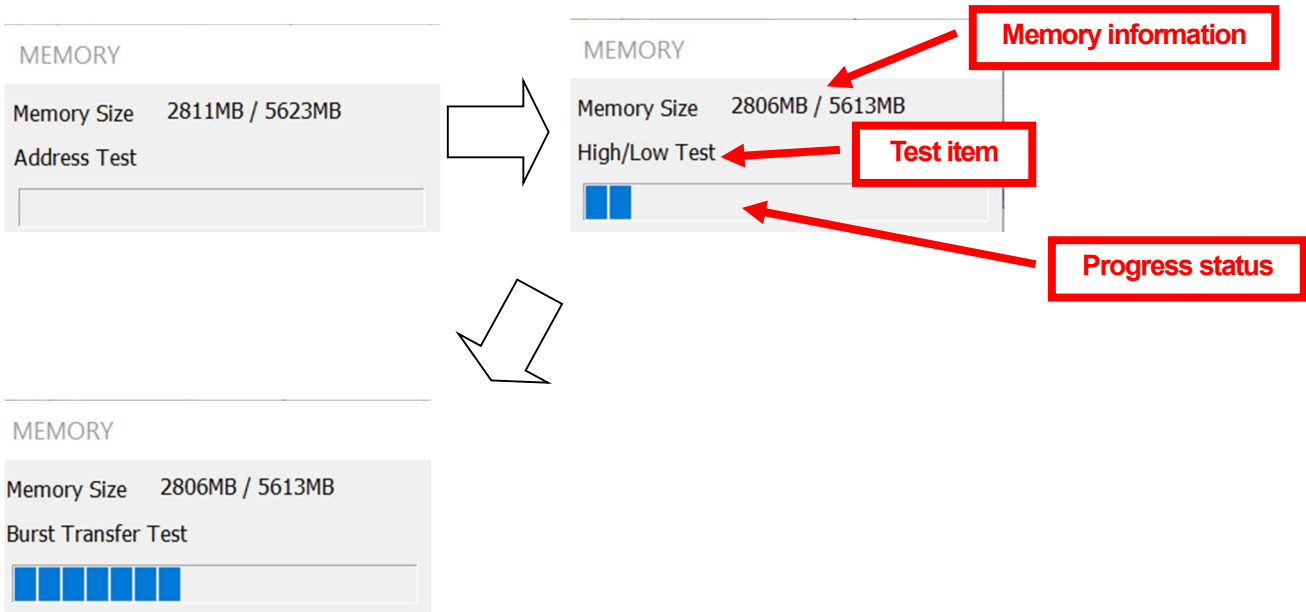 MEMORY
Memory Size 2811MB / 5623MB
Address Test
MEMORY
Memory information
Memory Size 2806MB / 5613MB
High/Low Test
Test item
Progress status
MEMORY
Memory Size 2806MB / 5613MB
Burst Transfer Test